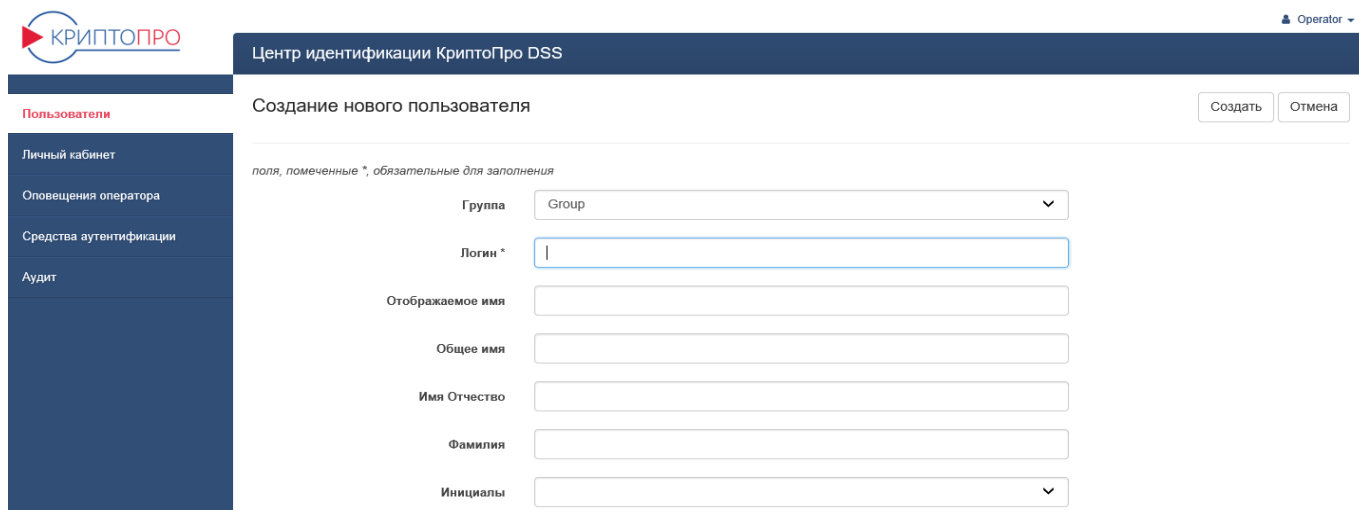 КРИПТОПРО
Operator
Центр идентификации КриптоПро DSS
Пользователи
Личный кабинет
Оповещения оператора
Средства аутентификации
Аудит
Создание нового пользователя
Создать Отмена
поля, помеченные *, обязательные для заполнения
Группа Group
Логин *
Отображаемое имя
Общее имя
Имя Отчество
Фамилия
Инициалы